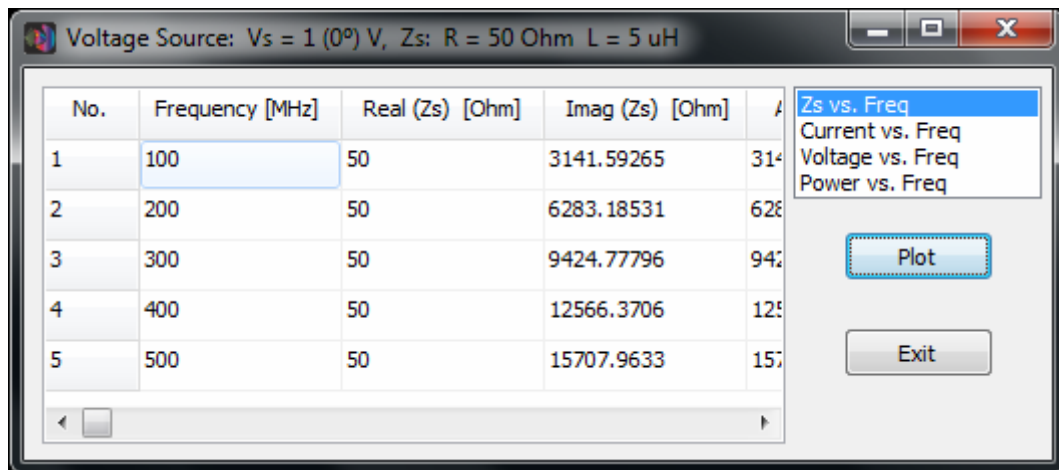 Voltage Source: Vs = 1 (0º) V, Zs: R = 50 Ohm L = 5 uH
No. Frequency [MHz] Real (Zs) [Ohm] Imag (Zs) [Ohm]
1 100 50 3141.59265
2 200 50 6283.18531
3 300 50 9424.77796
4 400 50 12566.3706
5 500 50 15707.9633
Zs vs. Freq
Current vs. Freq
Voltage vs. Freq
Power vs. Freq
Plot
Exit